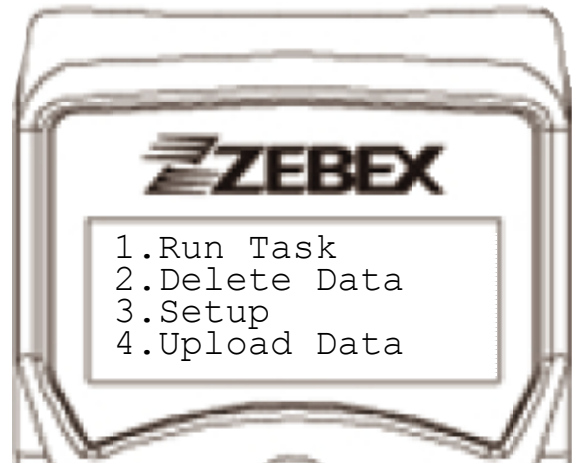 ZEBEX
1.Run Task
2.Delete Data
3.Setup
4.Upload Data